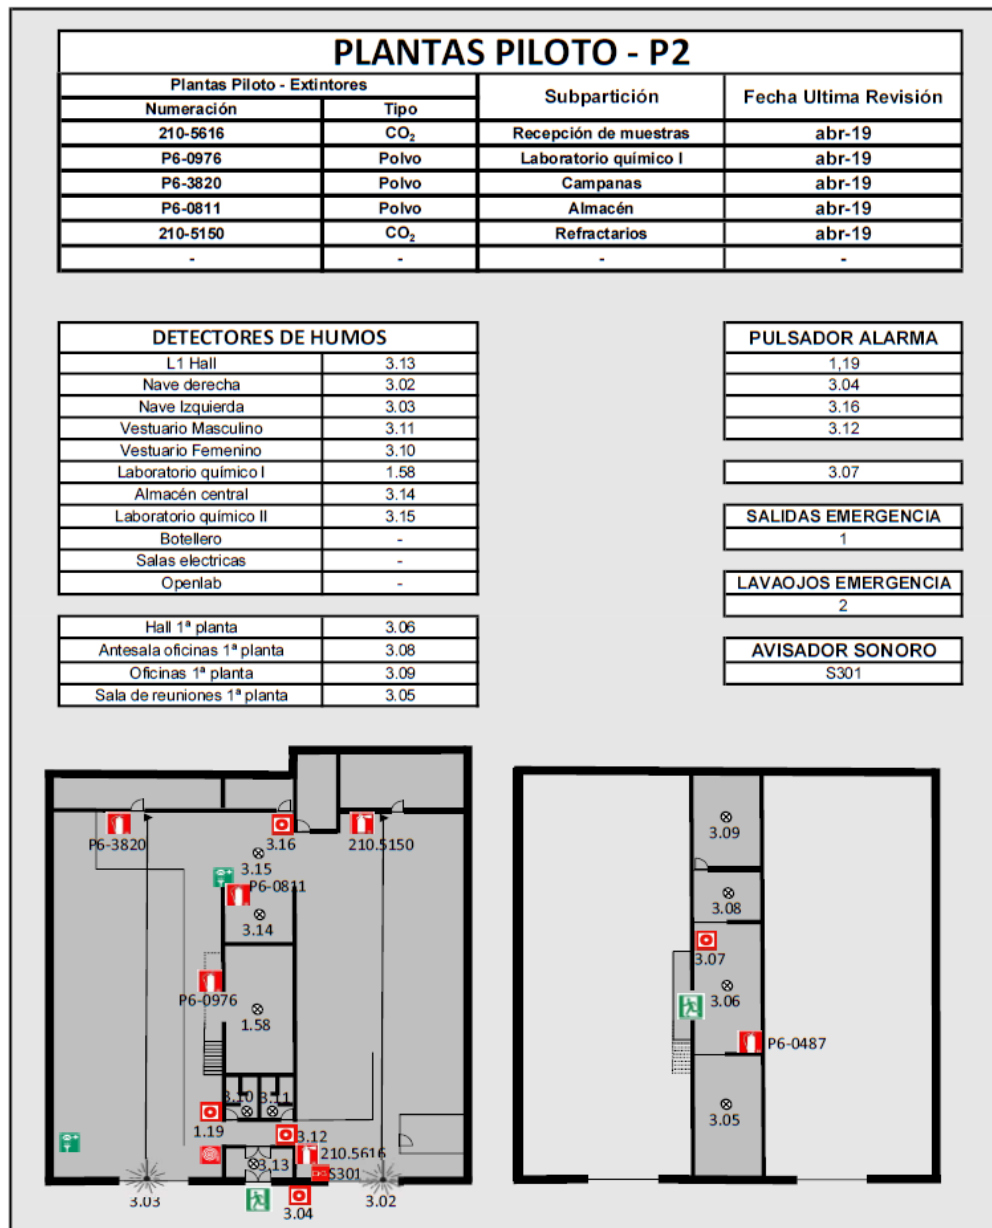 PLANTAS PILOTO - P2
Plantas Piloto - Extintores Subpartición Fecha Ultima Revisión
Numeración Tipo
210-5616 CO₂ Recepción de muestras abr-19
P6-0976 Polvo Laboratorio químico I abr-19
P6-3820 Polvo Campanas abr-19
P6-0811 Polvo Almacén abr-19
210-5150 CO₂ Refractarios abr-19
- - - -
DETECTORES DE HUMOS
L1 Hall 3.13
Nave derecha 3.02
Nave Izquierda 3.03
Vestuario Masculino 3.11
Vestuario Femenino 3.10
Laboratorio químico I 1.58
Almacén central 3.14
Laboratorio químico II 3.15
Botellero -
Salas electricas -
Openlab -
Hall 1ª planta 3.06
Antesala oficinas 1ª planta 3.08
Oficinas 1ª planta 3.09
Sala de reuniones 1ª planta 3.05
PULSADOR ALARMA
1,19
3.04
3.16
3.12
3.07
SALIDAS EMERGENCIA
1
LAVAOJOS EMERGENCIA
2
AVISADOR SONORO
S301
P6-3820
3.16
210.5150
3.15
P6-0811
3.14
P6-0976
1.58
3.10
3.11
1.19
3.12
210.5616
3.13
S301
3.03
3.04
3.02
3.09
3.08
3.07
3.06
P6-0487
3.05